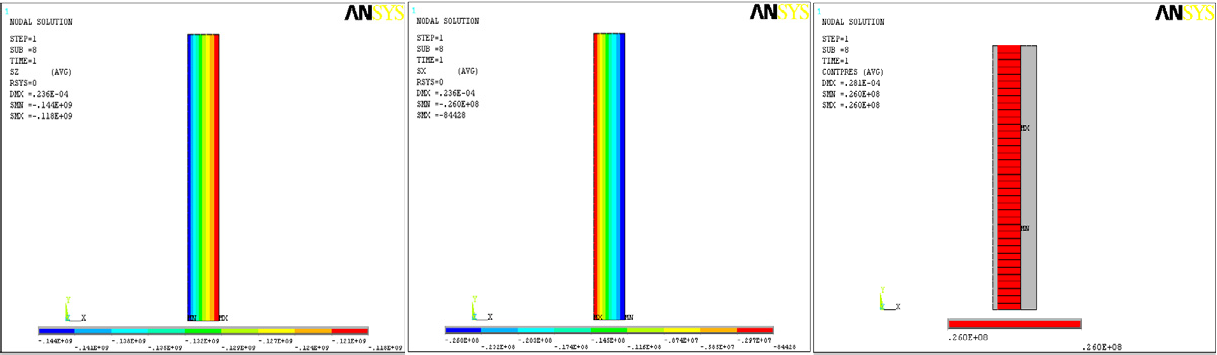 1
ANSYS
NODAL SOLUTION
STEP=1
SUB =8
TIME=1
SZ (AVG)
RSYS=0
DMX =.236E-04
SMN =-.144E+09
SMX =-.118E+09
MN MX
Y
X
-.144E+09 -.138E+09 -.132E+09 -.127E+09 -.121E+09
-.141E+09 -.135E+09 -.129E+09 -.124E+09 -.118E+09
1
ANSYS
NODAL SOLUTION
STEP=1
SUB =8
TIME=1
SX (AVG)
RSYS=0
DMX =.236E-04
SMN =-.260E+08
SMX =-84428
MX MN
Y
X
-.260E+08 -.203E+08 -.145E+08 -.297E+07
-.232E+08 -.174E+08 -.116E+08 -84428
1
ANSYS
NODAL SOLUTION
STEP=1
SUB =8
TIME=1
CONTPRES (AVG)
DMX =.281E-04
SMN =.260E+08
SMX =.260E+08
MX
MN
Y
X
.260E+08
.260E+08